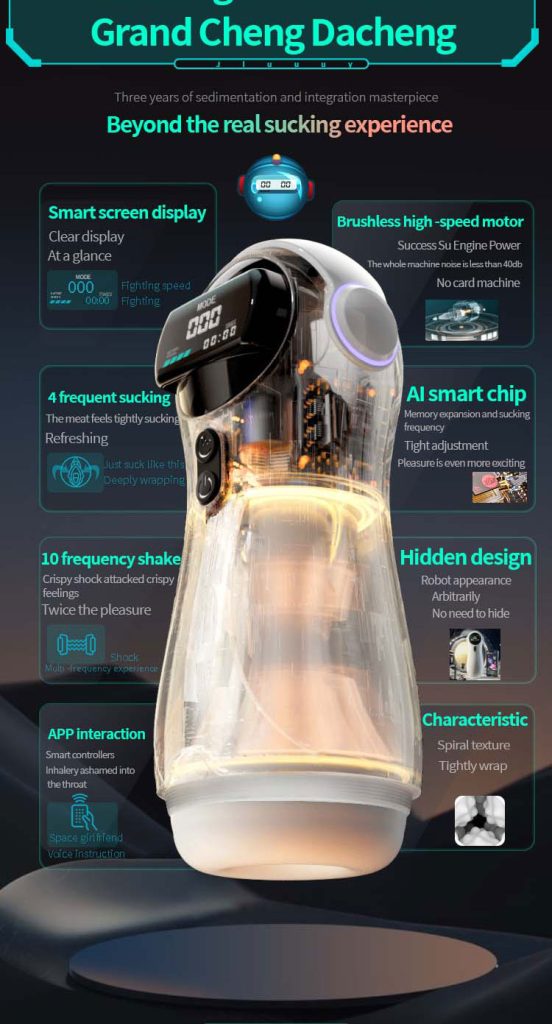 Grand Cheng Dacheng
Jluuuy
Three years of sedimentation and integration masterpiece
Beyond the real sucking experience
00 00
Smart screen display
Clear display
At a glance
MODE
000
00:00
Fighting speed
Fighting
Brushless high -speed motor
Success Su Engine Power
The whole machine noise is less than 40db
No card machine
MODE
000
00:00
4 frequent sucking
The meat feels tightly sucking
Refreshing
Just suck like this
Deeply wrapping
AI smart chip
Memory expansion and sucking
frequency
Tight adjustment
Pleasure is even more exciting
10 frequency shake
Crispy shock attacked crispy
feelings
Twice the pleasure
Shock
Multi -frequency experience
Hidden design
Robot appearance
Arbitrarily
No need to hide
APP interaction
Smart controllers
Inhalery ashamed into
the throat
Space girlfriend
Voice instruction
Characteristic
Spiral texture
Tightly wrap